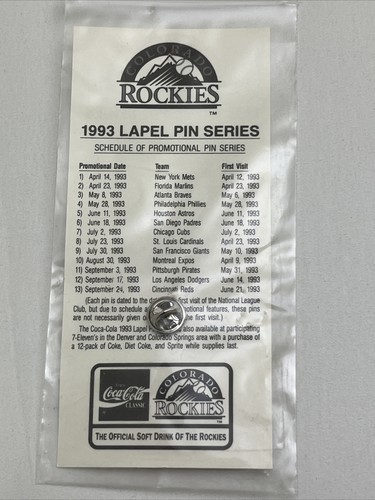 COLORADO
ROCKIES
TM
1993 LAPEL PIN SERIES
SCHEDULE OF PROMOTIONAL PIN SERIES
Promotional Date Team First Visit
1) April 14, 1993 New York Mets April 12, 1993
2) April 23, 1993 Florida Marlins April 23, 1993
3) May 8, 1993 Atlanta Braves May 6, 1993
4) May 28, 1993 Philadelphia Phillies May 28, 1993
5) June 11, 1993 Houston Astros June 11, 1993
6) June 18, 1993 San Diego Padres June 18, 1993
7) July 2, 1993 Chicago Cubs July 2, 1993
8) July 23, 1993 St. Louis Cardinals April 23, 1993
9) July 30, 1993 San Francisco Giants May 10, 1993
10) August 30, 1993 Montreal Expos April 9, 1993
11) September 3, 1993 Pittsburgh Pirates May 31, 1993
12) September 17, 1993 Los Angeles Dodgers June 14, 1993
13) September 24, 1993 Cincinnati Reds June 21, 1993
(Each pin is dated to the first visit of the National League
Club, but due to schedule promotional features, these pins
are not necessarily given first visit.)
The Coca-Cola 1993 Lapel also available at participating
7-Eleven's in the Denver and Colorado Springs area with a purchase of
a 12-pack of Coke, Diet Coke, and Sprite while supplies last.
Coca-Cola
CLASSIC
COLORADO
ROCKIES
TM
THE OFFICIAL SOFT DRINK OF THE ROCKIES